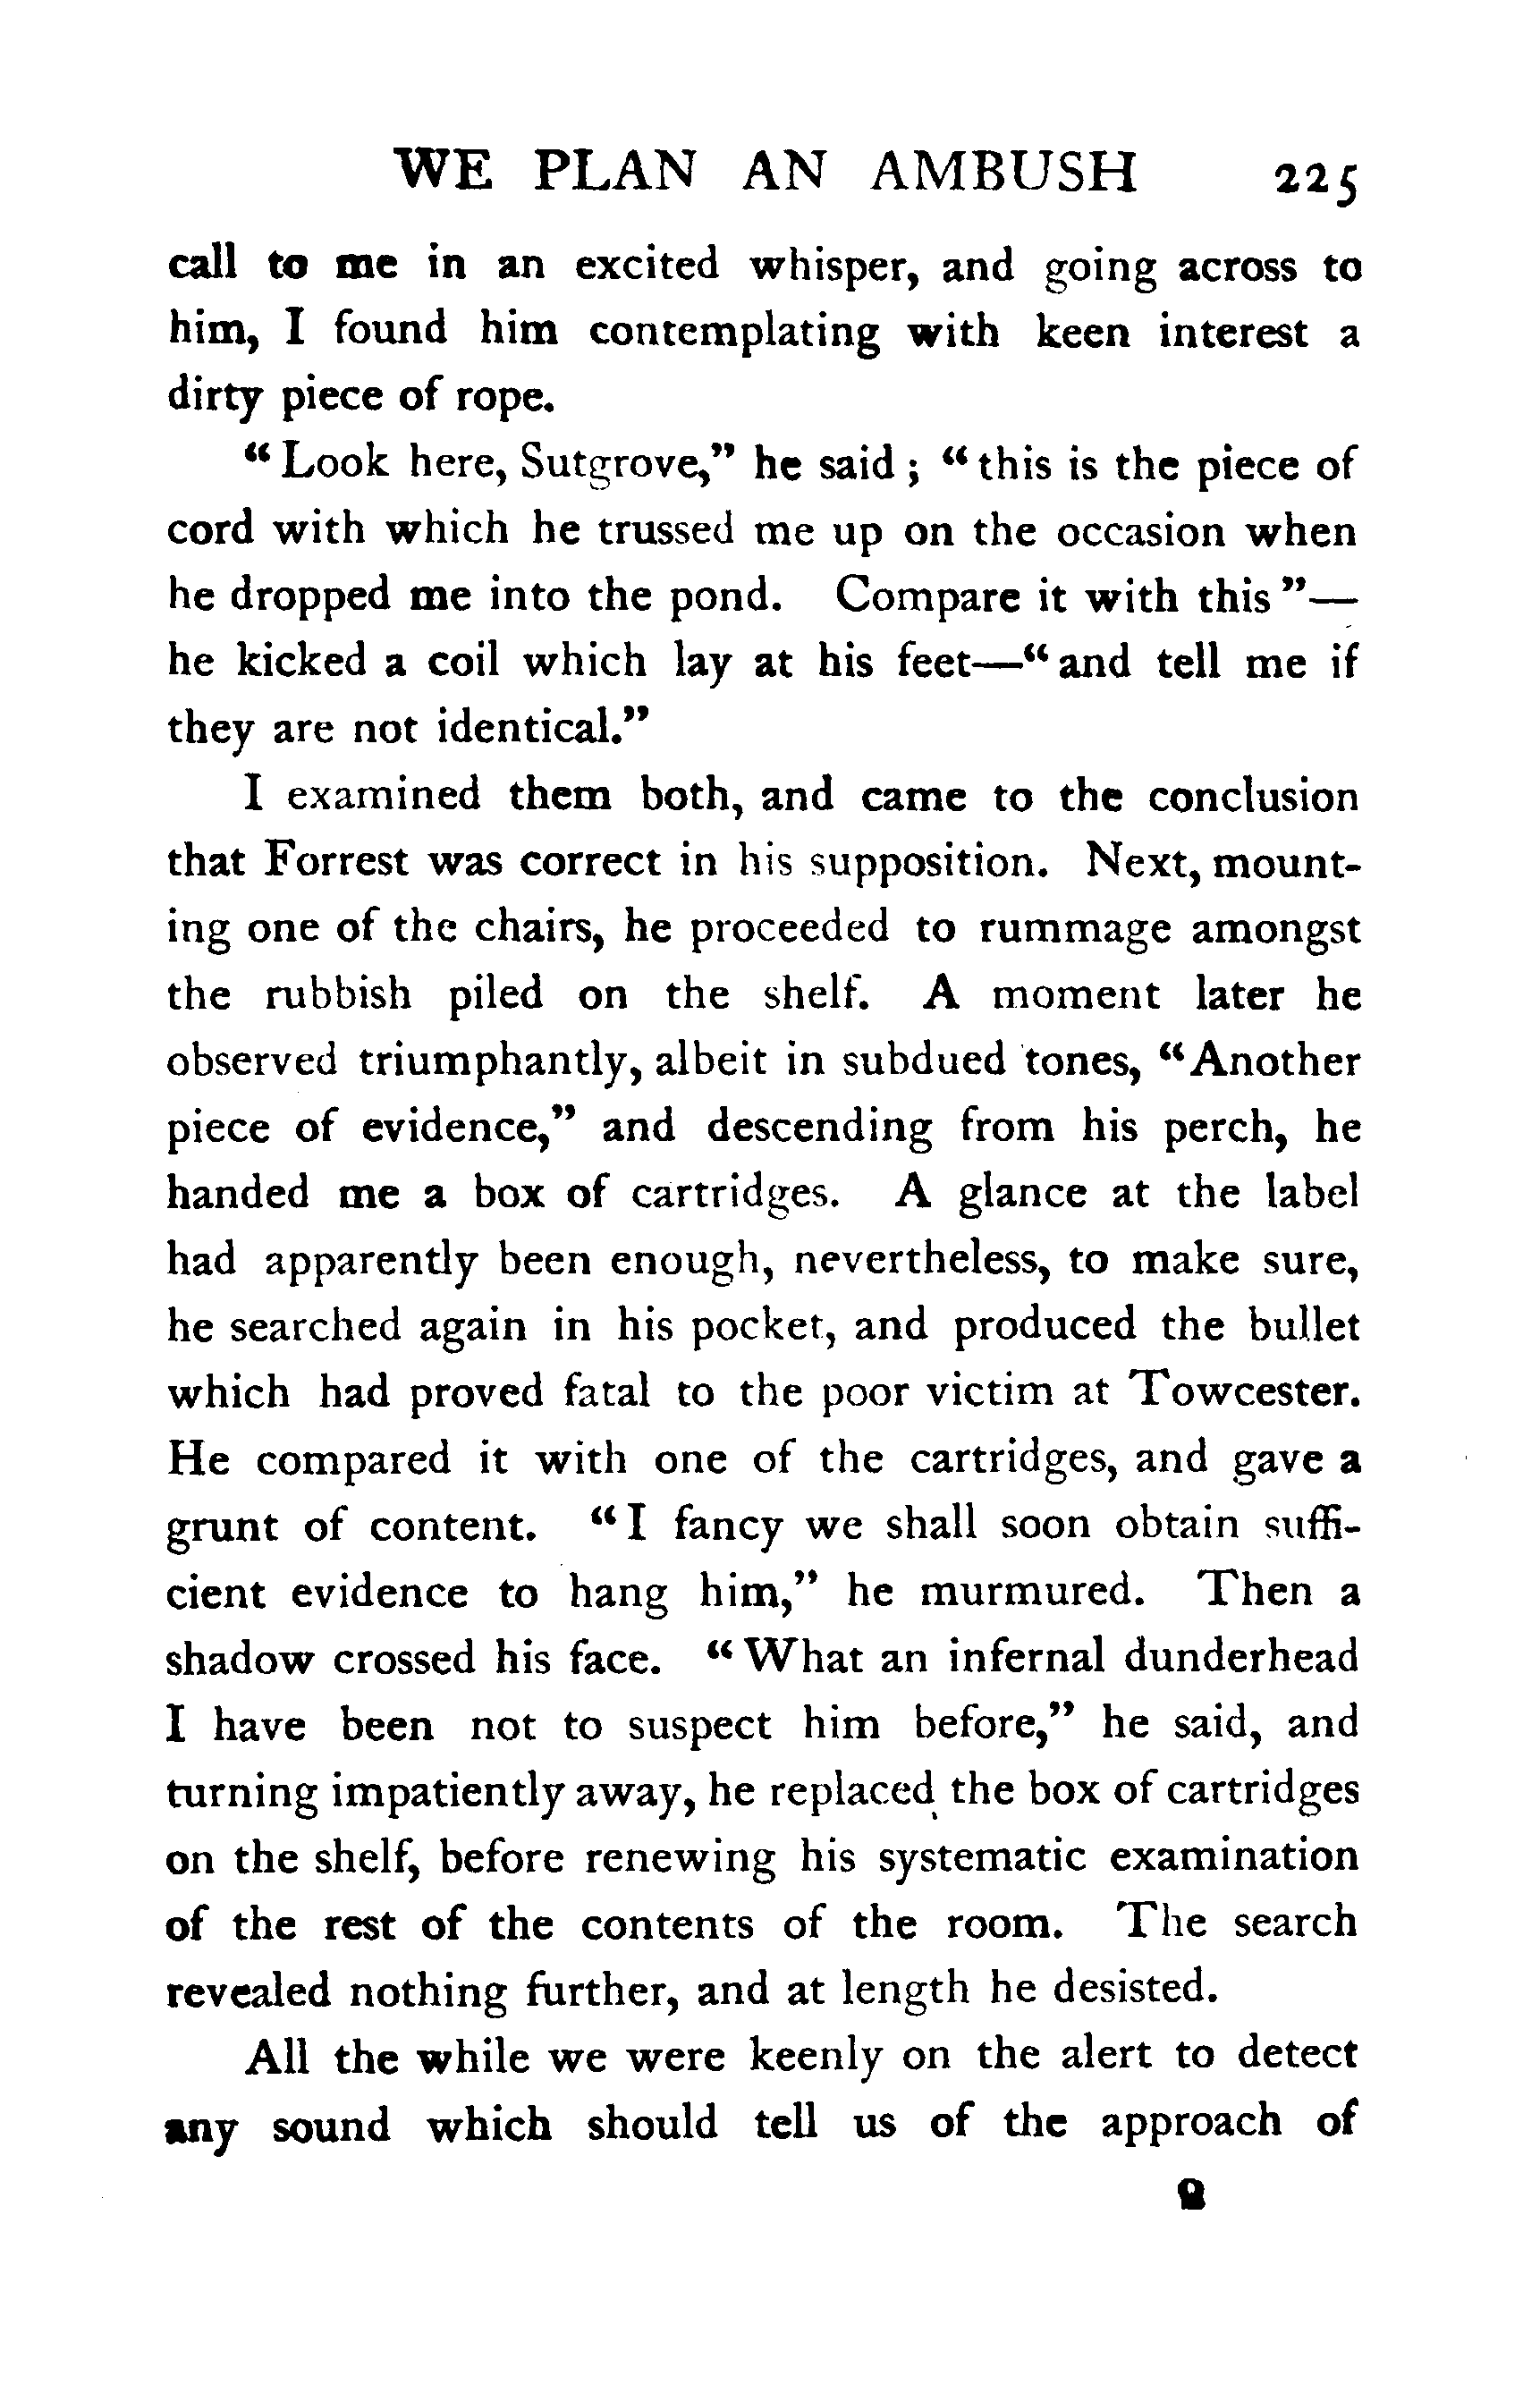 WE PLAN AN AMBUSH 225
call to me in an excited whisper, and going across to
him, I found him contemplating with keen interest a
dirty piece of rope.
“Look here, Sutgrove,” he said ; “this is the piece of
cord with which he trussed me up on the occasion when
he dropped me into the pond. Compare it with this”—
he kicked a coil which lay at his feet—“and tell me if
they are not identical.”
I examined them both, and came to the conclusion
that Forrest was correct in his supposition. Next, mount-
ing one of the chairs, he proceeded to rummage amongst
the rubbish piled on the shelf. A moment later he
observed triumphantly, albeit in subdued tones, “Another
piece of evidence,” and descending from his perch, he
handed me a box of cartridges. A glance at the label
had apparently been enough, nevertheless, to make sure,
he searched again in his pocket, and produced the bullet
which had proved fatal to the poor victim at Towcester.
He compared it with one of the cartridges, and gave a
grunt of content. “I fancy we shall soon obtain suffi-
cient evidence to hang him,” he murmured. Then a
shadow crossed his face. “What an infernal dunderhead
I have been not to suspect him before,” he said, and
turning impatiently away, he replaced the box of cartridges
on the shelf, before renewing his systematic examination
of the rest of the contents of the room. The search
revealed nothing further, and at length he desisted.
All the while we were keenly on the alert to detect
any sound which should tell us of the approach of
Q